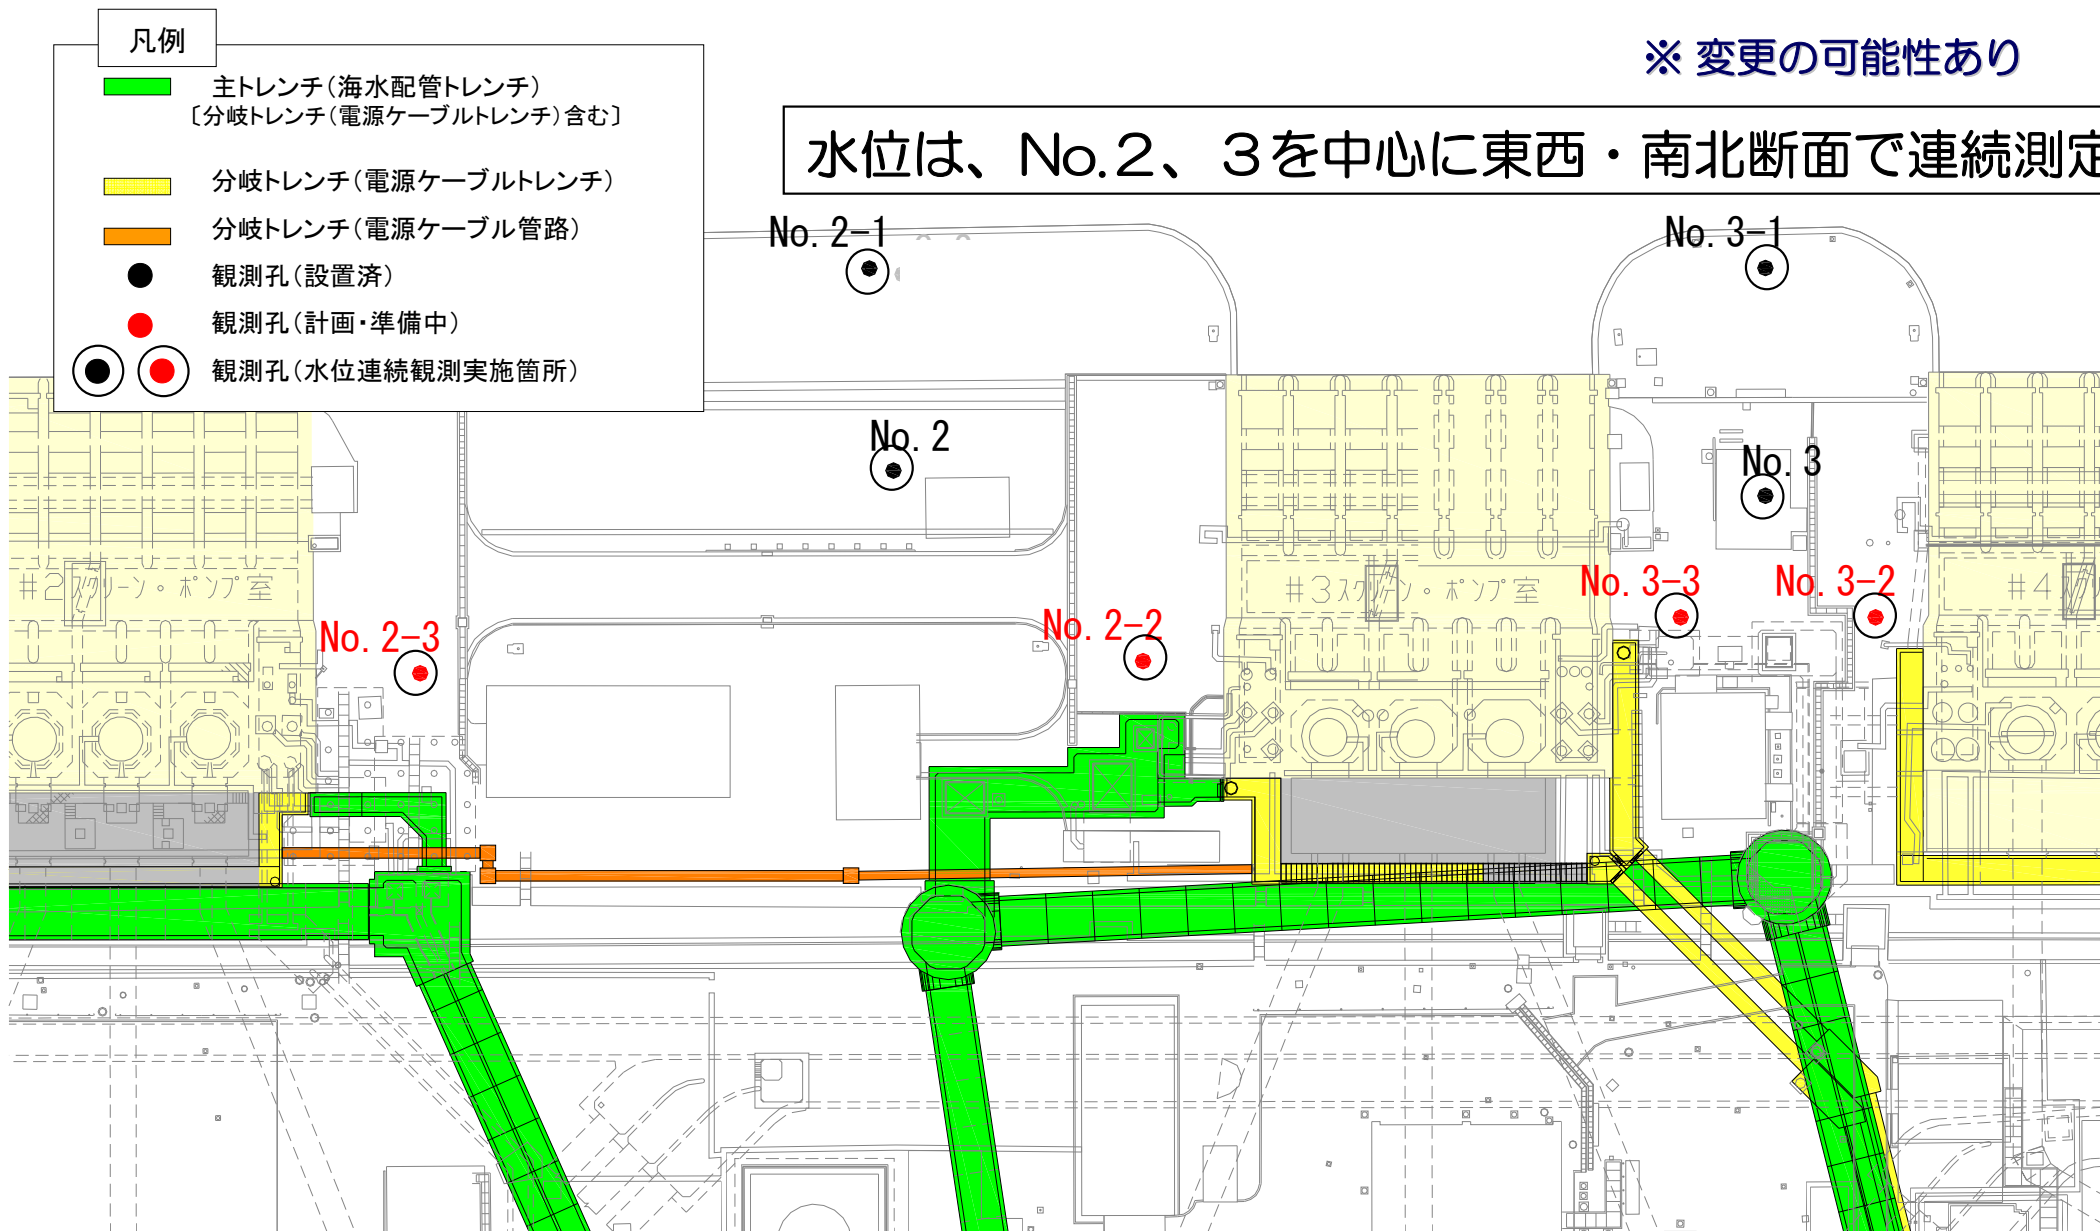 凡例
主トレンチ（海水配管トレンチ）
〔分岐トレンチ（電源ケーブルトレンチ）含む〕
分岐トレンチ（電源ケーブルトレンチ）
分岐トレンチ（電源ケーブル管路）
観測孔（設置済）
観測孔（計画・準備中）
観測孔（水位連続観測実施箇所）
※ 変更の可能性あり
水位は、No.2、3を中心に東西・南北断面で連続測定
No. 2-1
No. 3-1
No. 2
No. 3
#2スクリーン・ポンプ室
#3スクリーン・ポンプ室
No. 3-3
No. 3-2
#4
No. 2-3
No. 2-2